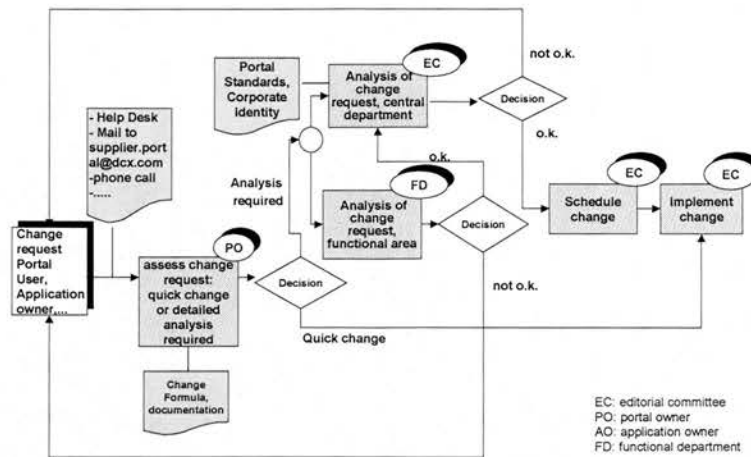 not o.k.
EC
Portal
Standards,
Corporate
Identity
Analysis of
change
request, central
department
Decision
- Help Desk
- Mail to
supplier.port
al@dcx.com
-phone call
-.....
o.k.
o.k.
Analysis
required
FD
Analysis of
change
request,
functional area
Decision
EC
Schedule
change
EC
Implement
change
Change
request
Portal
User,
Application
owner,...
PO
assess change
request:
quick change
or detailed
analysis
required
Decision
not o.k.
Quick change
Change
Formula,
documentation
EC: editorial committee
PO: portal owner
AO: application owner
FD: functional department